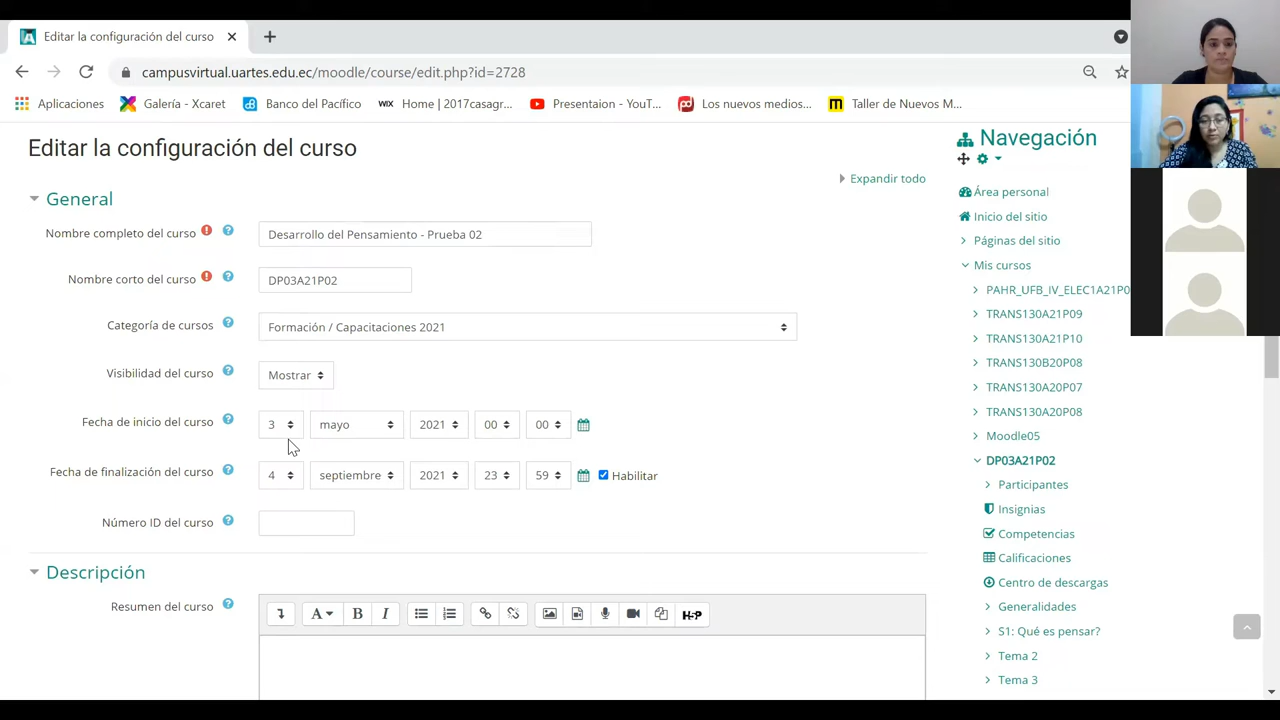 Editar la configuración del curso
campusvirtual.uartes.edu.ec/moodle/course/edit.php?id=2728
Aplicaciones Galería - Xcaret Banco del Pacífico WIX Home | 2017casagr... Presentaion - YouT... Los nuevos medios... Taller de Nuevos M...
Editar la configuración del curso
Expandir todo
General
Nombre completo del curso Desarrollo del Pensamiento - Prueba 02
Nombre corto del curso DP03A21P02
Categoría de cursos Formación / Capacitaciones 2021
Visibilidad del curso Mostrar
Fecha de inicio del curso 3 mayo 2021 00 00
Fecha de finalización del curso 4 septiembre 2021 23 59 Habilitar
Número ID del curso
Descripción
Resumen del curso
A B I H-P
Navegación
Área personal
Inicio del sitio
Páginas del sitio
Mis cursos
PAHR_UFB_IV_ELEC1A21P0
TRANS130A21P09
TRANS130A21P10
TRANS130B20P08
TRANS130A20P07
TRANS130A20P08
Moodle05
DP03A21P02
Participantes
Insignias
Competencias
Calificaciones
Centro de descargas
Generalidades
S1: Qué es pensar?
Tema 2
Tema 3